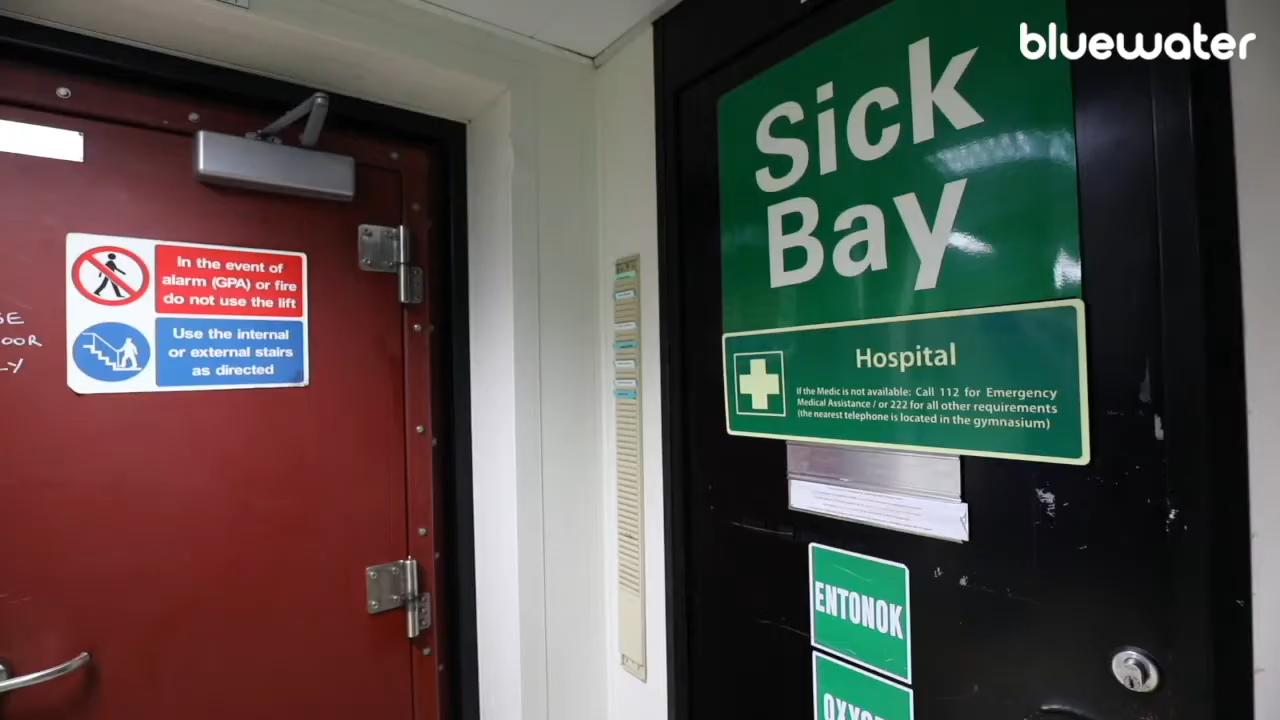 bluewater
Sick
Bay
Hospital
If the Medic is not available: Call 112 for Emergency
Medical Assistance / or 222 for all other requirements
(the nearest telephone is located in the gymnasium)
ENTONOK
In the event of
alarm (GPA) or fire
do not use the lift
Use the internal
or external stairs
as directed